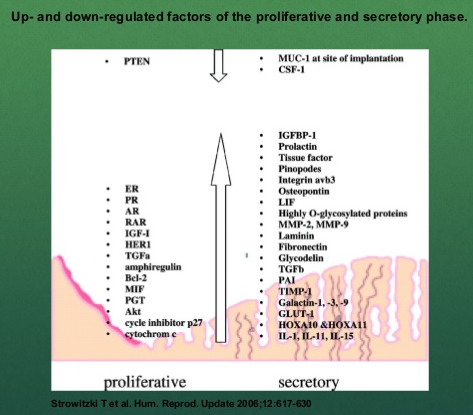 Up- and down-regulated factors of the proliferative and secretory phase.
• PTEN
• MUC-1 at site of implantation
• CSF-1
• ER
• PR
• AR
• RAR
• IGF-I
• HER1
• TGFa
• amphiregulin
• Bcl-2
• MIF
• PGT
• Akt
• cycle inhibitor p27
• cytochrom c
• IGFBP-1
• Prolactin
• Tissue factor
• Pinopodes
• Integrin avb3
• Osteopontin
• LIF
• Highly O-glycosylated proteins
• MMP-2, MMP-9
• Laminin
• Fibronectin
• Glycodelin
• TGFb
• PAI
• TIMP-1
• Galactin-1, -3, -9
• GLUT-1
• HOXA10 &HOXA11
• IL-1, IL-11, IL-15
proliferative
secretory
Strowitzki T et al. Hum. Reprod. Update 2006;12:617-630